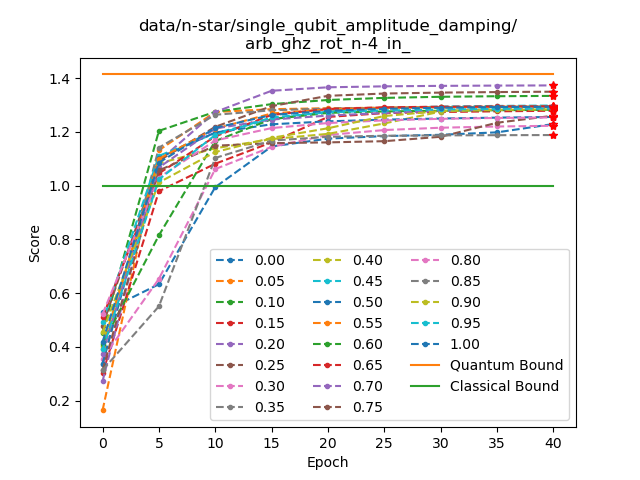 data/n-star/single_qubit_amplitude_damping/
arb_ghz_rot_n-4_in_
Score
1.4
1.2
1.0
0.8
0.6
0.4
0.2
0.00 0.40 0.80
0.05 0.45 0.85
0.10 0.50 0.90
0.15 0.55 0.95
0.20 0.60 1.00
0.25 0.65 Quantum Bound
0.30 0.70 Classical Bound
0.35 0.75
0 5 10 15 20 25 30 35 40
Epoch